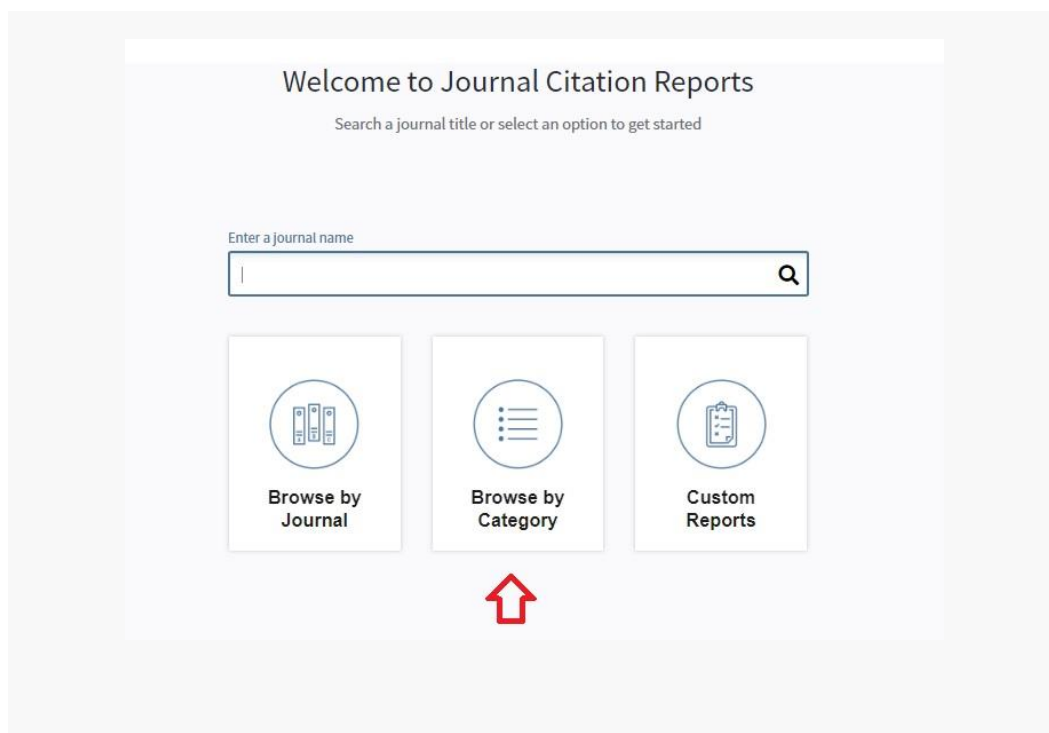 Welcome to Journal Citation Reports
Search a journal title or select an option to get started
Enter a journal name
Browse by
Journal
Browse by
Category
Custom
Reports